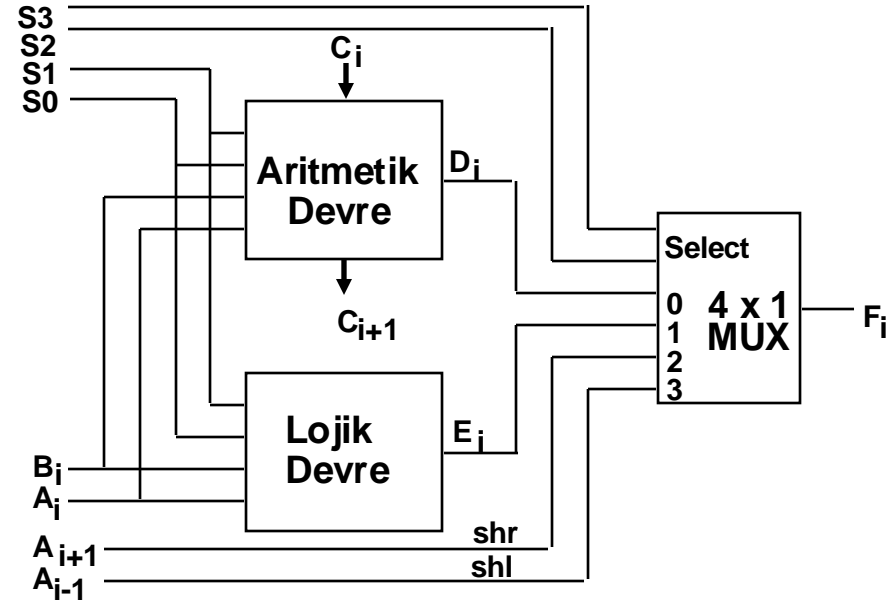 S3
S2
S1
S0
Ci
Aritmetik
Devre
Di
Ci+1
Select
0
1
2
3
4 x 1
MUX
Fi
Lojik
Devre
Ei
Bi
Ai
Ai+1
shr
Ai-1
shl